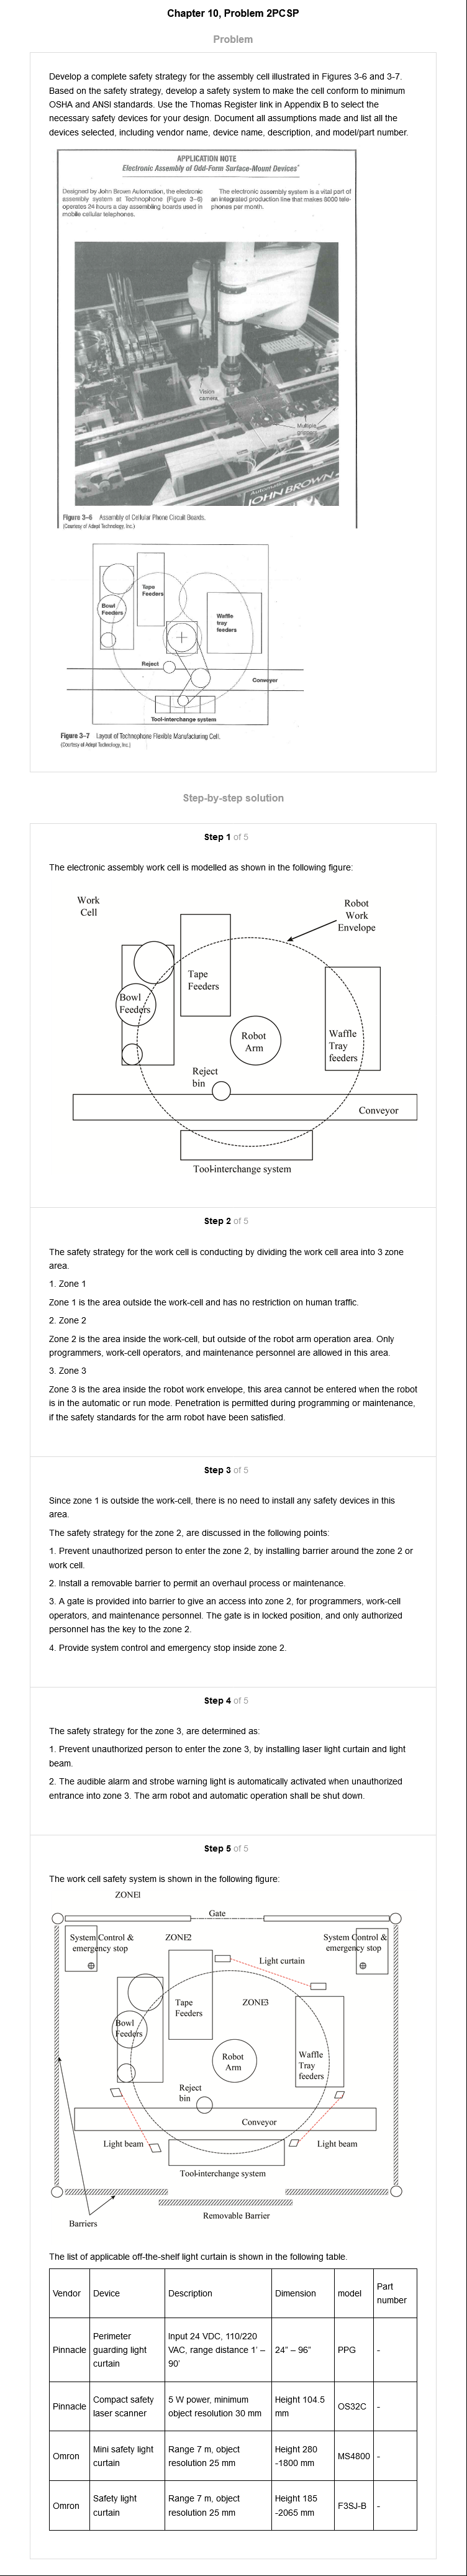 Chapter 10, Problem 2PCSP
Problem
Develop a complete safety strategy for the assembly cell illustrated in Figures 3-6 and 3-7.
Based on the safety strategy, develop a safety system to make the cell conform to minimum
OSHA and ANSI standards. Use the Thomas Register link in Appendix B to select the
necessary safety devices for your design. Document all assumptions made and list all the
devices selected, including vendor name, device name, description, and model/part number.
APPLICATION NOTE
Electronic Assembly of Odd-Form Surface-Mount Devices*
Designed by John Brown Automation, the electronic
assembly system at Technophone (Figure 3-6)
operates 24 hours a day assembling boards used in
mobile cellular telephones.
The electronic assembly system is a vital part of
an integrated production line that makes 8000 tele-
phones per month.
Vision
camera
Multiple
grippers
Automation
JOHN BROWN
Figure 3-6 Assembly of Cellular Phone Circuit Boards.
(Courtesy of Adept Technology, Inc.)
Tape
Feeders
Bowl
Feeders
Waffle
tray
feeders
Reject
Conveyor
Tool-interchange system
Figure 3-7 Layout of Technophone Flexible Manufacturing Cell.
(Courtesy of Adept Technology, Inc.)
Step-by-step solution
Step 1 of 5
The electronic assembly work cell is modelled as shown in the following figure:
Work
Cell
Robot
Work
Envelope
Tape
Feeders
Bowl
Feeders
Robot
Arm
Waffle
Tray
feeders
Reject
bin
Conveyor
Tool-interchange system
Step 2 of 5
The safety strategy for the work cell is conducting by dividing the work cell area into 3 zone
area.
1. Zone 1
Zone 1 is the area outside the work-cell and has no restriction on human traffic.
2. Zone 2
Zone 2 is the area inside the work-cell, but outside of the robot arm operation area. Only
programmers, work-cell operators, and maintenance personnel are allowed in this area.
3. Zone 3
Zone 3 is the area inside the robot work envelope, this area cannot be entered when the robot
is in the automatic or run mode. Penetration is permitted during programming or maintenance,
if the safety standards for the arm robot have been satisfied.
Step 3 of 5
Since zone 1 is outside the work-cell, there is no need to install any safety devices in this
area.
The safety strategy for the zone 2, are discussed in the following points:
1. Prevent unauthorized person to enter the zone 2, by installing barrier around the zone 2 or
work cell.
2. Install a removable barrier to permit an overhaul process or maintenance.
3. A gate is provided into barrier to give an access into zone 2, for programmers, work-cell
operators, and maintenance personnel. The gate is in locked position, and only authorized
personnel has the key to the zone 2.
4. Provide system control and emergency stop inside zone 2.
Step 4 of 5
The safety strategy for the zone 3, are determined as:
1. Prevent unauthorized person to enter the zone 3, by installing laser light curtain and light
beam.
2. The audible alarm and strobe warning light is automatically activated when unauthorized
entrance into zone 3. The arm robot and automatic operation shall be shut down.
Step 5 of 5
The work cell safety system is shown in the following figure:
ZONE1
Gate
System Control &
emergency stop
ZONE2
System Control &
emergency stop
Light curtain
Tape
Feeders
ZONE3
Bowl
Feeders
Robot
Arm
Waffle
Tray
feeders
Reject
bin
Conveyor
Light beam
Light beam
Tool-interchange system
Removable Barrier
Barriers
The list of applicable off-the-shelf light curtain is shown in the following table.
Vendor Device Description Dimension model Part number
Pinnacle Perimeter guarding light curtain Input 24 VDC, 110/220 VAC, range distance 1' – 90' 24" – 96" PPG -
Pinnacle Compact safety laser scanner 5 W power, minimum object resolution 30 mm Height 104.5 mm OS32C -
Omron Mini safety light curtain Range 7 m, object resolution 25 mm Height 280 -1800 mm MS4800 -
Omron Safety light curtain Range 7 m, object resolution 25 mm Height 185 -2065 mm F3SJ-B -